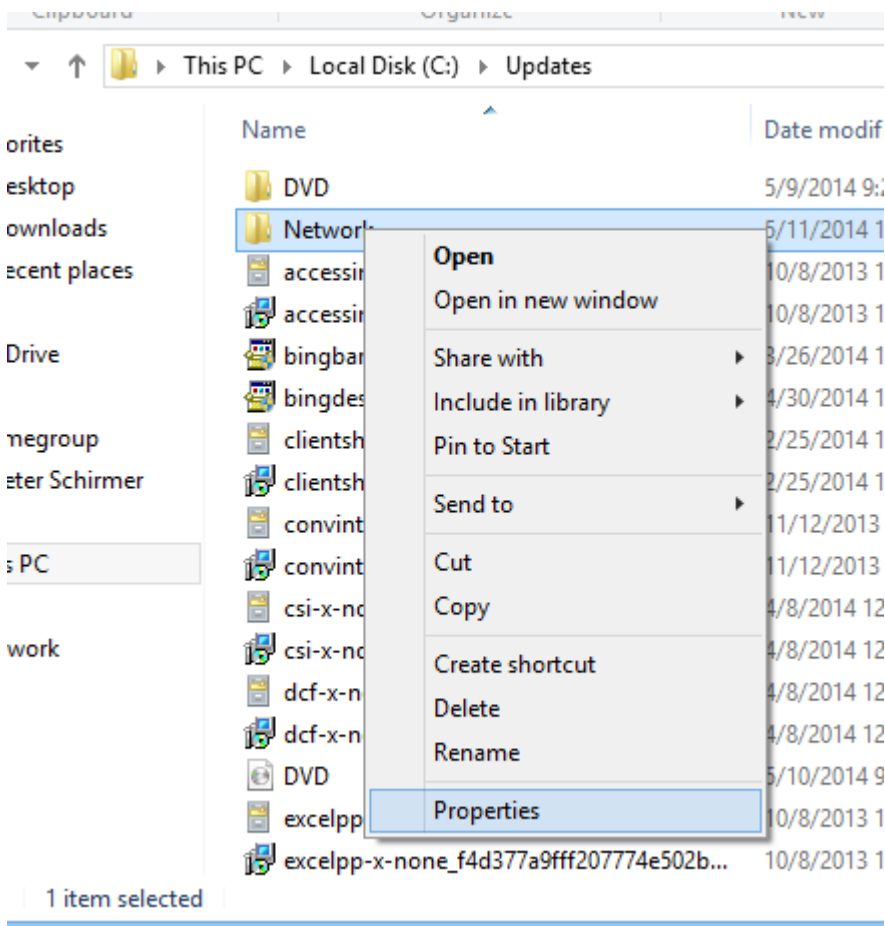 Clipboard Organize New
This PC Local Disk (C:) Updates
Name Date modif
orites
esktop
DVD 5/9/2014 9:2
ownloads
Network 5/11/2014 1
ecent places
accessin 10/8/2013 1
accessin 10/8/2013 1
Drive
bingbar 3/26/2014 1
bingdes 4/30/2014 1
megroup
clientsh 2/25/2014 1
eter Schirmer
clientsh 2/25/2014 1
convint 11/12/2013
s PC
convint 11/12/2013
csi-x-no 4/8/2014 12
work
csi-x-no 4/8/2014 12
dcf-x-n 4/8/2014 12
dcf-x-n 4/8/2014 12
DVD 5/10/2014 9
excelpp 10/8/2013 1
excelpp-x-none_f4d377a9fff207774e502b... 10/8/2013 1
Open
Open in new window
Share with
Include in library
Pin to Start
Send to
Cut
Copy
Create shortcut
Delete
Rename
Properties
1 item selected